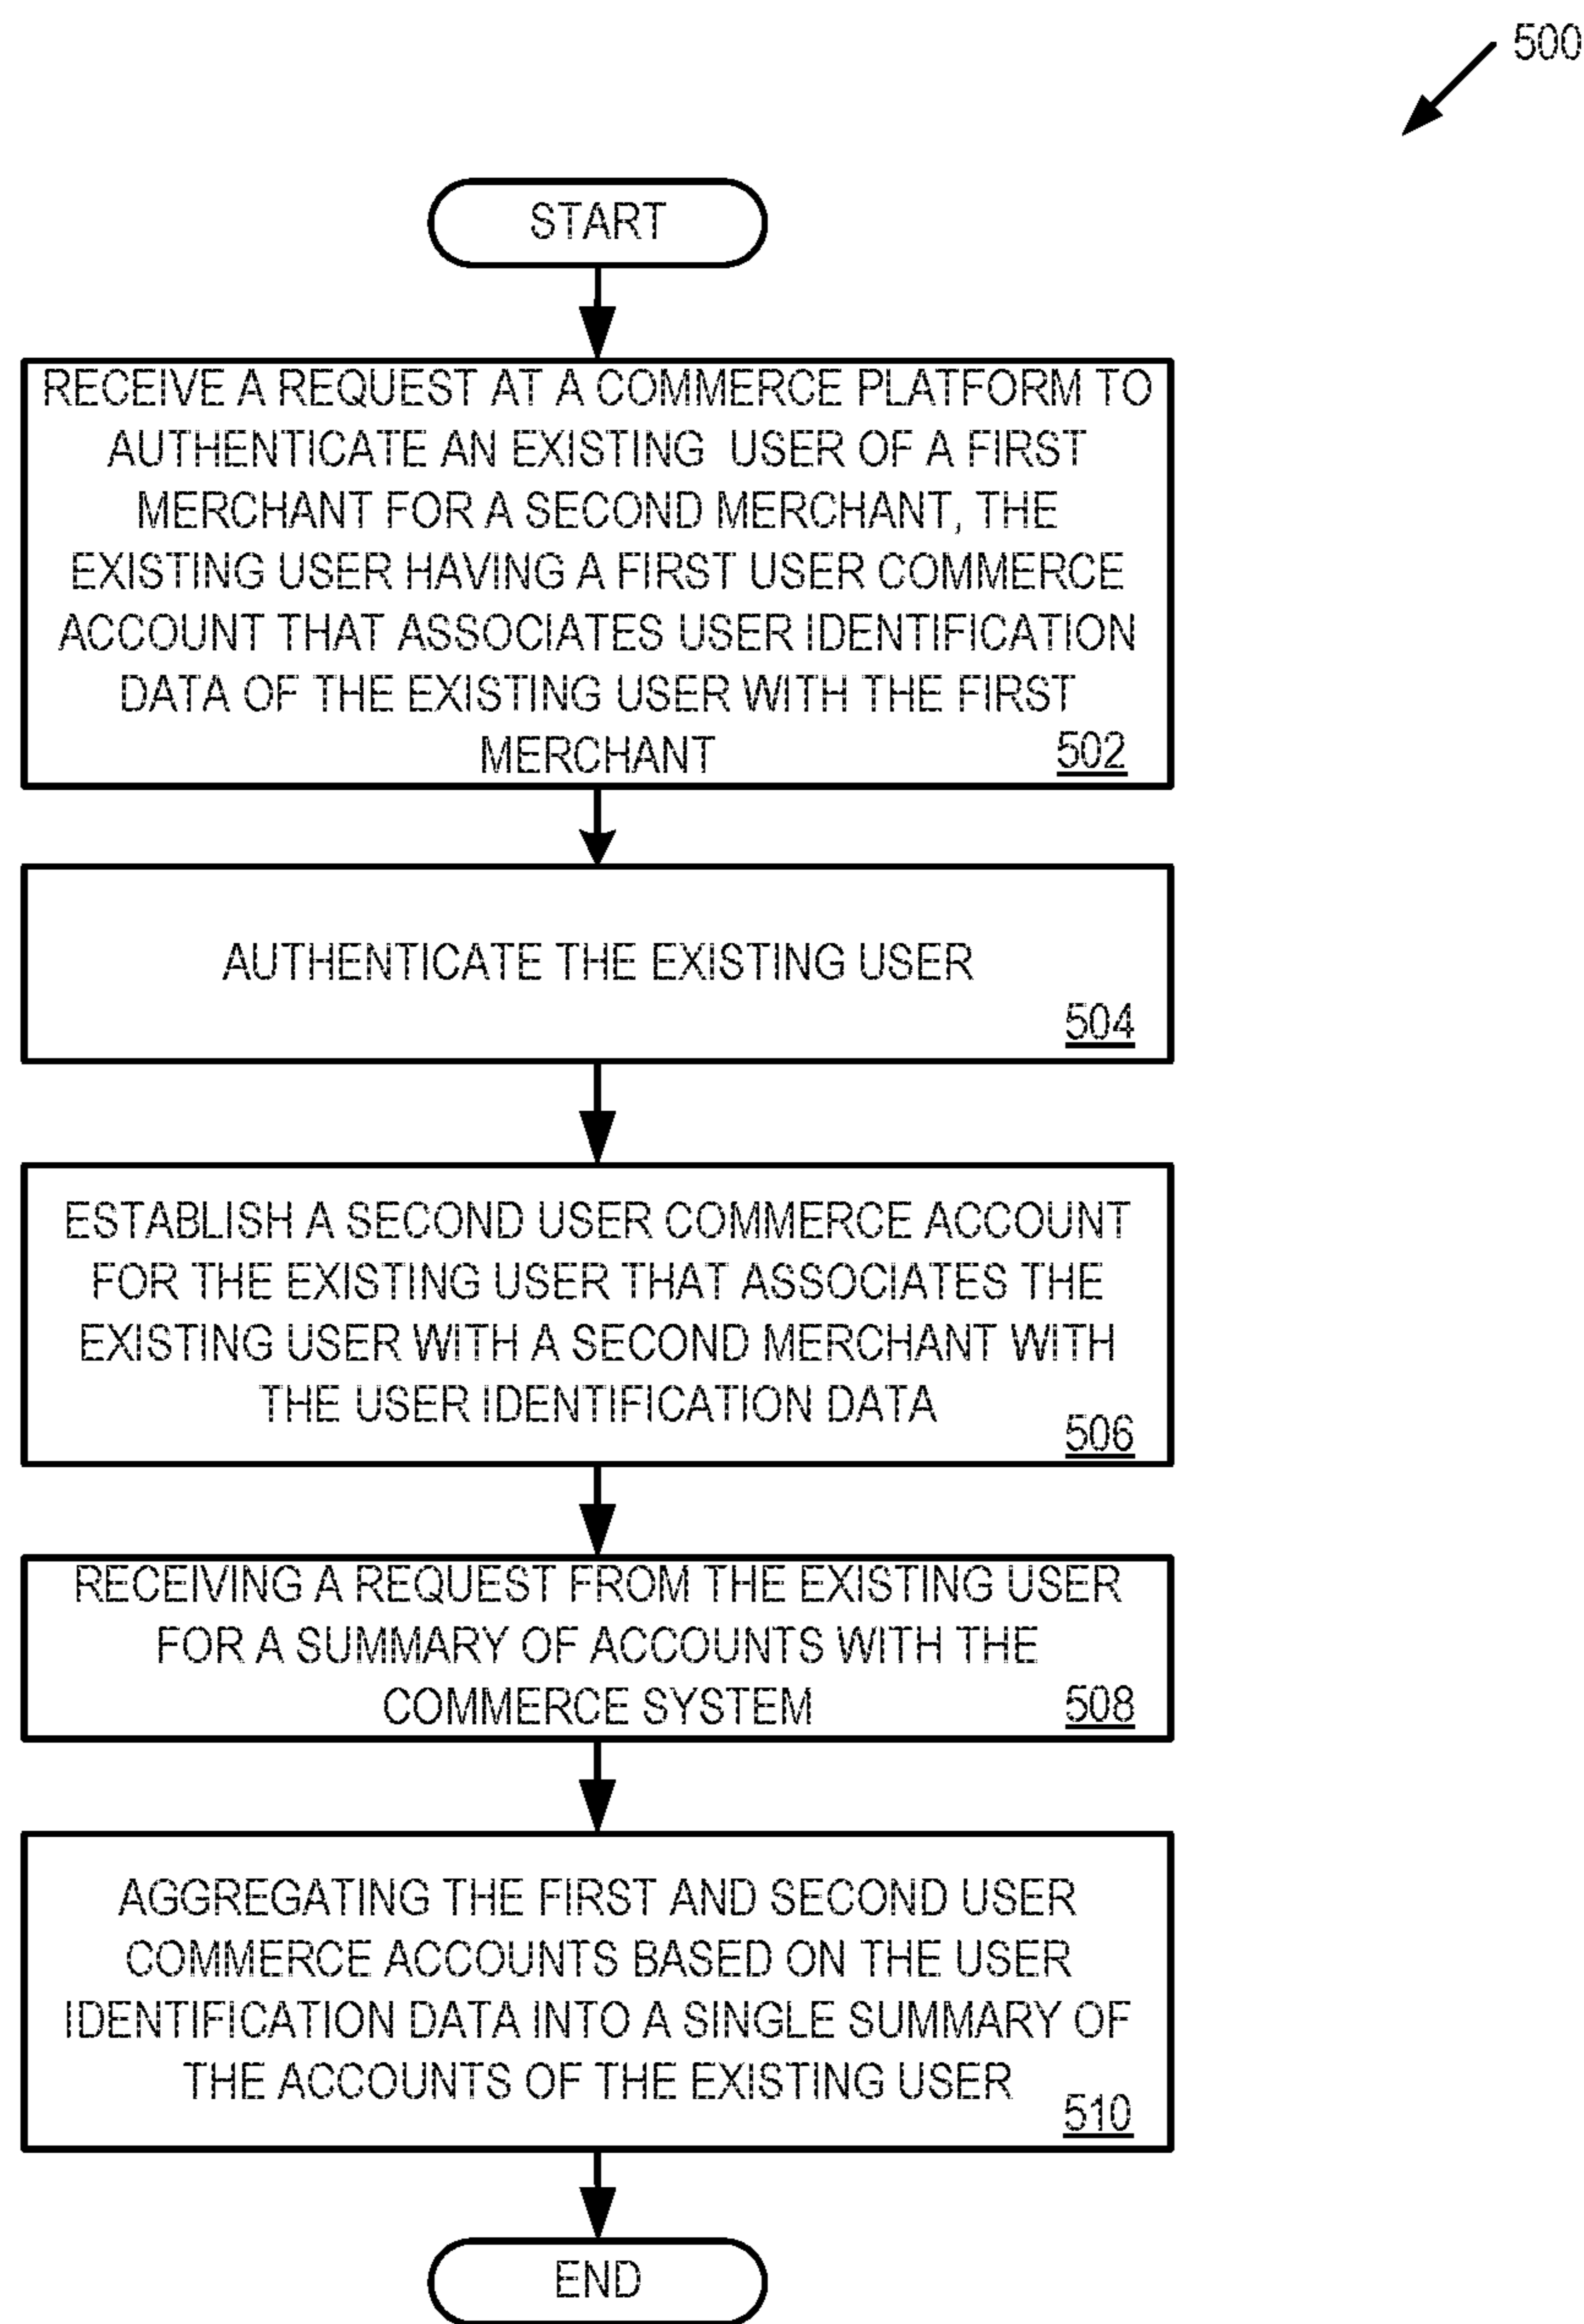 500
START
RECEIVE A REQUEST AT A COMMERCE PLATFORM TO
AUTHENTICATE AN EXISTING USER OF A FIRST
MERCHANT FOR A SECOND MERCHANT, THE
EXISTING USER HAVING A FIRST USER COMMERCE
ACCOUNT THAT ASSOCIATES USER IDENTIFICATION
DATA OF THE EXISTING USER WITH THE FIRST
MERCHANT
502
AUTHENTICATE THE EXISTING USER
504
ESTABLISH A SECOND USER COMMERCE ACCOUNT
FOR THE EXISTING USER THAT ASSOCIATES THE
EXISTING USER WITH A SECOND MERCHANT WITH
THE USER IDENTIFICATION DATA
506
RECEIVING A REQUEST FROM THE EXISTING USER
FOR A SUMMARY OF ACCOUNTS WITH THE
COMMERCE SYSTEM
508
AGGREGATING THE FIRST AND SECOND USER
COMMERCE ACCOUNTS BASED ON THE USER
IDENTIFICATION DATA INTO A SINGLE SUMMARY OF
THE ACCOUNTS OF THE EXISTING USER
510
END